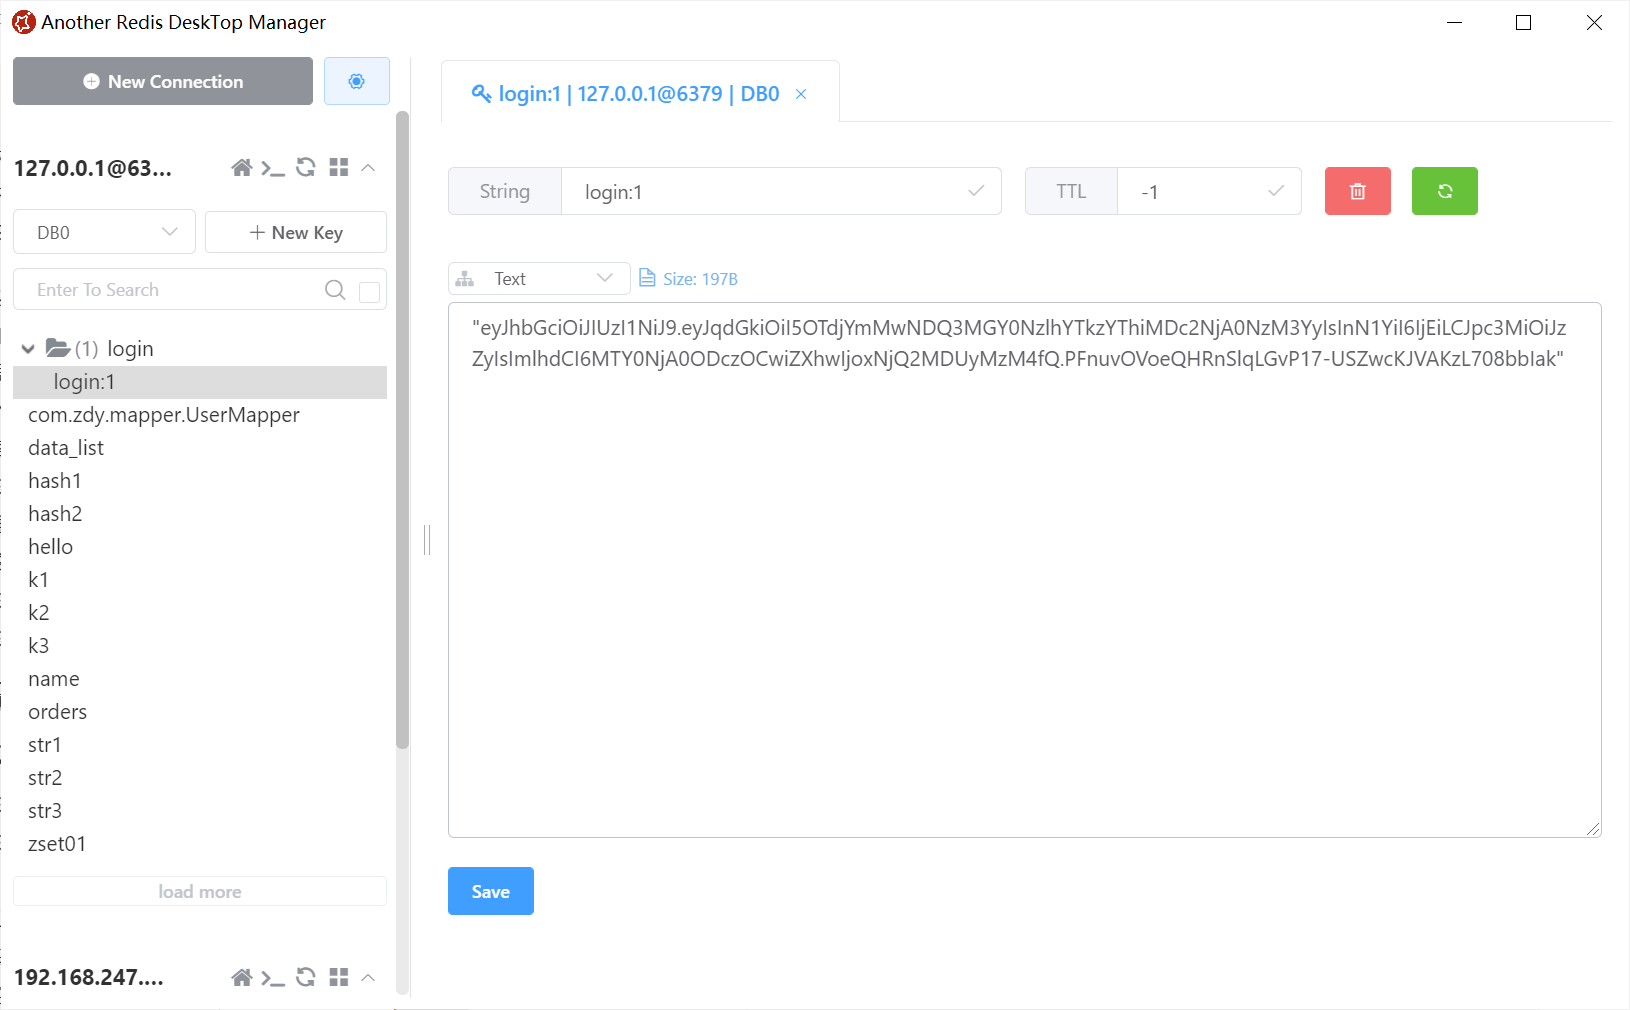 Another Redis DeskTop Manager
New Connection
127.0.0.1@63...
DB0
New Key
Enter To Search
(1) login
login:1
com.zdy.mapper.UserMapper
data_list
hash1
hash2
hello
k1
k2
k3
name
orders
str1
str2
str3
zset01
load more
192.168.247....
login:1 | 127.0.0.1@6379 | DB0
String login:1 TTL -1
Text Size: 197B
"eyJhbGciOiJIUzI1NiJ9.eyJqdGkiOiI5OTdjYmMwNDQ3MGY0NzlhYTkzYThiMDc2NjA0NzM3YyIsInN1YiI6IjEiLCJpc3MiOiJz
ZyIsImlhdCI6MTY0NjA0ODczOCwiZXhwIjoxNjQ2MDUyMzM4fQ.PFnuvOVoeQHRnSlqLGvP17-USZwcKJVAKzL708bbIak"
Save